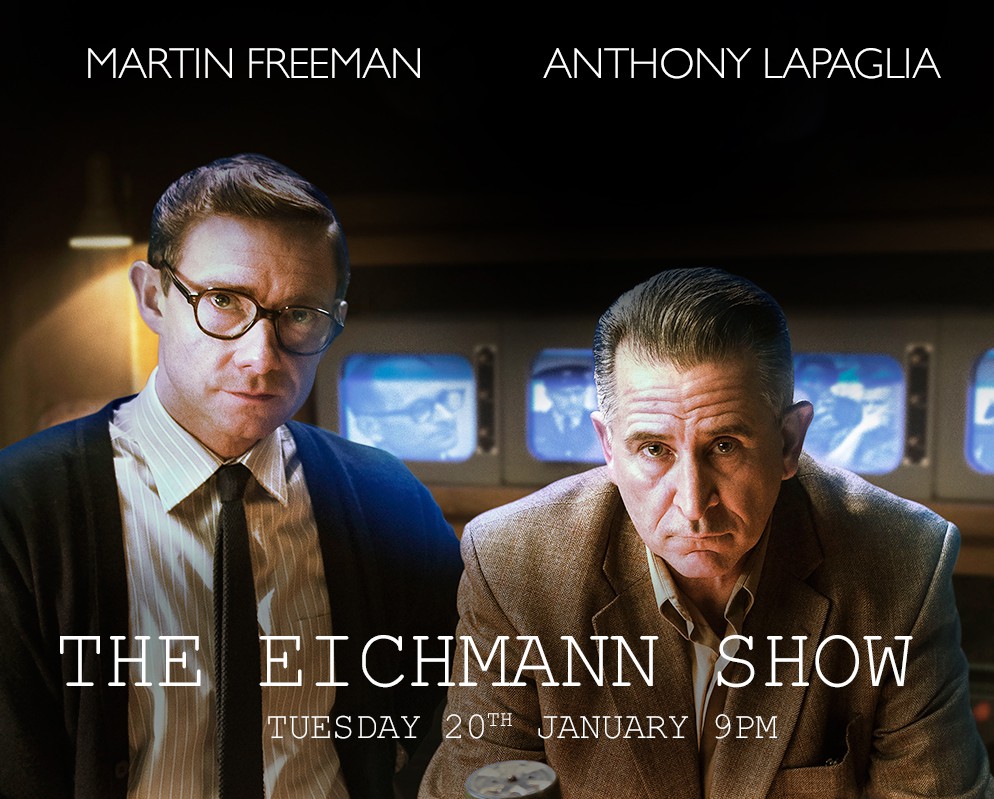 MARTIN FREEMAN ANTHONY LAPAGLIA
THE EICHMANN SHOW
TUESDAY 20TH JANUARY 9PM